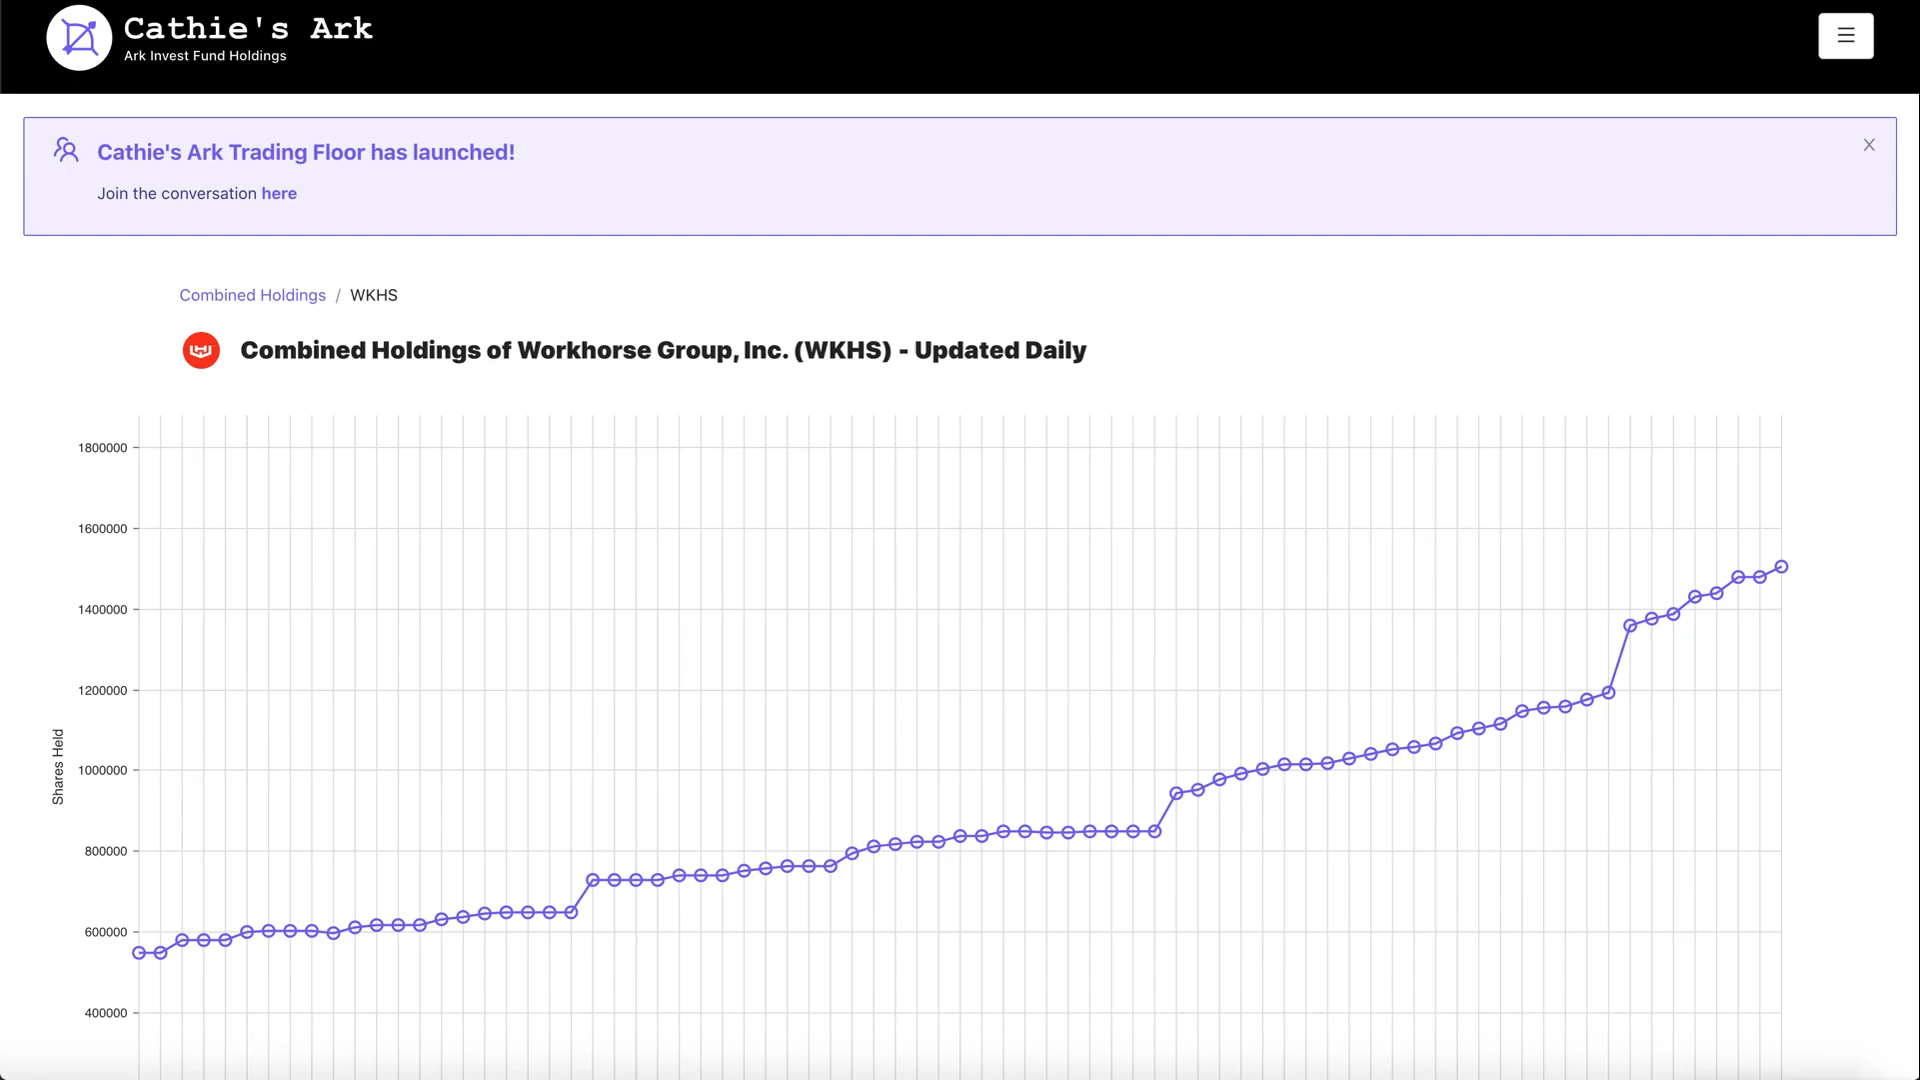 Cathie's Ark
Ark Invest Fund Holdings
Cathie's Ark Trading Floor has launched!
Join the conversation here
Combined Holdings / WKHS
Combined Holdings of Workhorse Group, Inc. (WKHS) - Updated Daily
1800000
1600000
1400000
1200000
1000000
800000
600000
400000
Shares Held